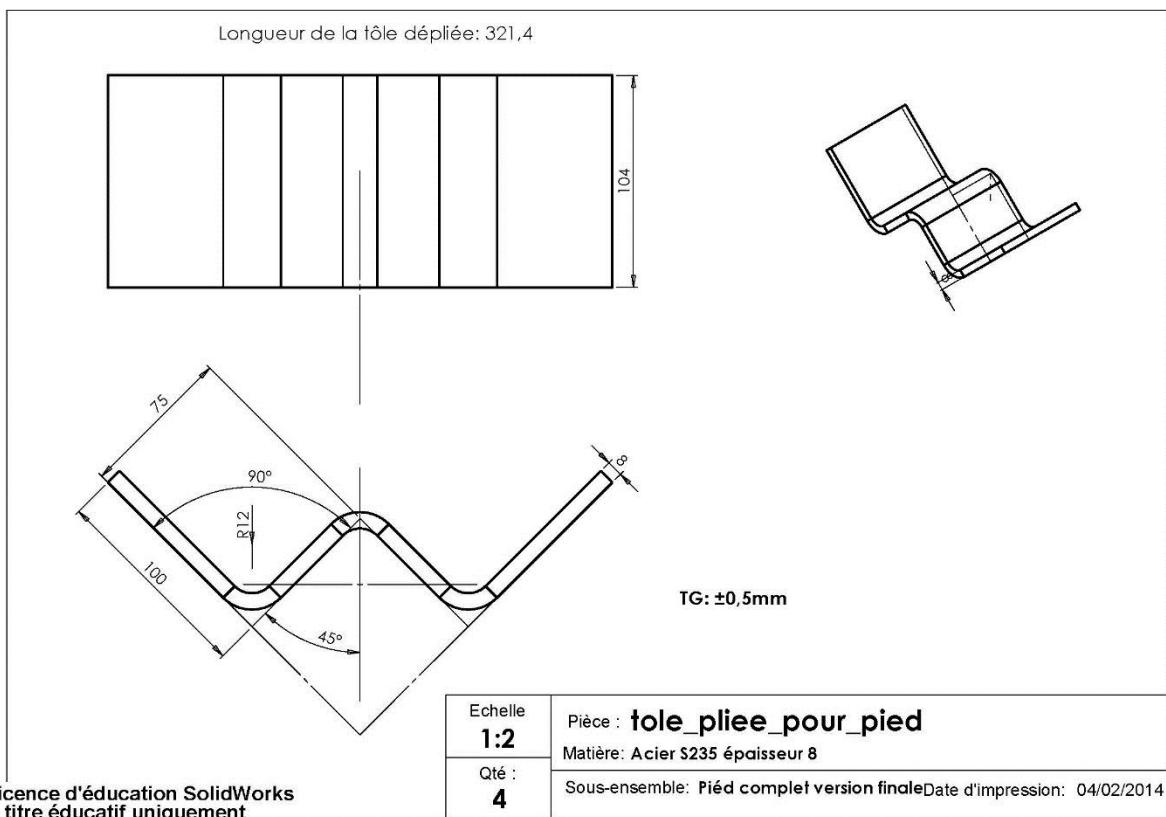 Longueur de la tôle dépliée: 321,4
104
8
75
90°
8
R12
100
45°
TG: ±0,5mm
Echelle
1:2
Pièce : tole_pliee_pour_pied
Matière: Acier S235 épaisseur 8
Qté :
4
Sous-ensemble: Piéd complet version finale Date d'impression: 04/02/2014
icence d'éducation SolidWorks
titre éducatif uniquement